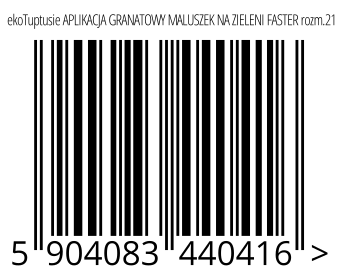 ekoTuptusie APLIKACJA GRANATOWY MALUSZEK NA ZIELENI FASTER rozm.21
5 904083 440416 >